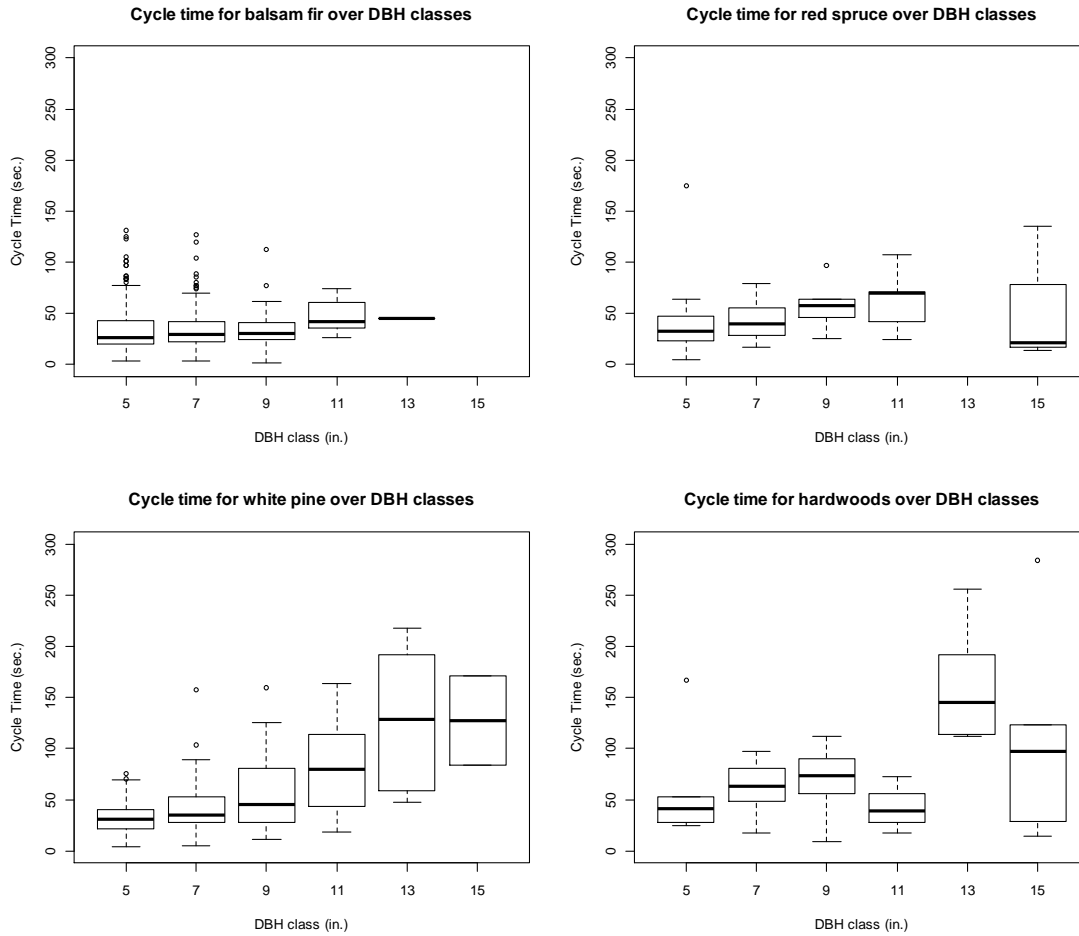 Cycle time for balsam fir over DBH classes
Cycle Time (sec.)
300
250
200
150
100
50
0
5 7 9 11 13 15
DBH class (in.)
Cycle time for red spruce over DBH classes
Cycle Time (sec.)
300
250
200
150
100
50
0
5 7 9 11 13 15
DBH class (in.)
Cycle time for white pine over DBH classes
Cycle Time (sec.)
300
250
200
150
100
50
0
5 7 9 11 13 15
DBH class (in.)
Cycle time for hardwoods over DBH classes
Cycle Time (sec.)
300
250
200
150
100
50
0
5 7 9 11 13 15
DBH class (in.)